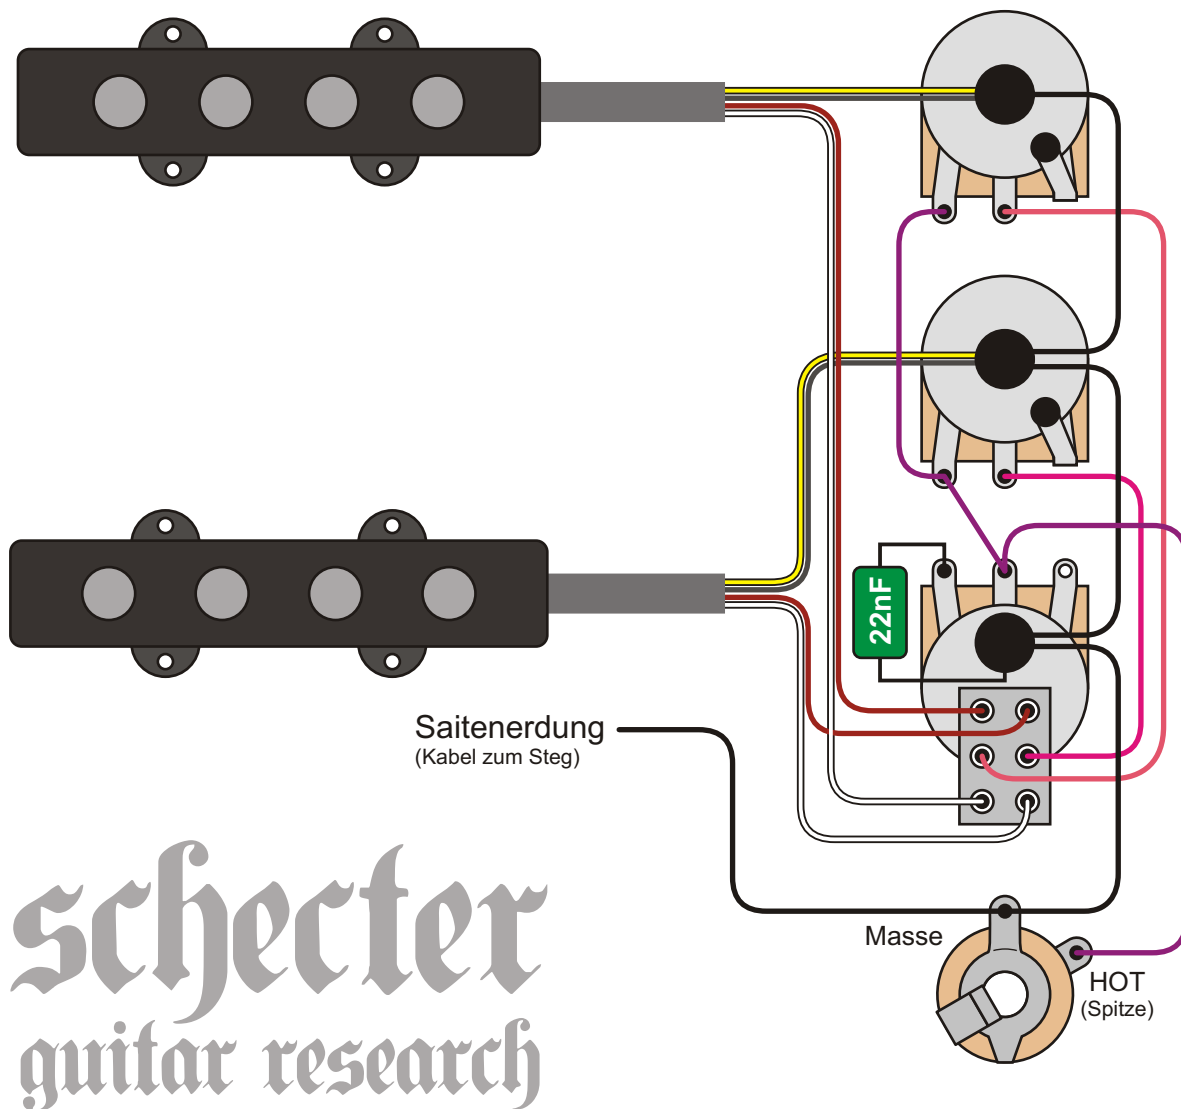 22nF
Saitenerdung
(Kabel zum Steg)
Masse
HOT
(Spitze)
schecter
guitar research